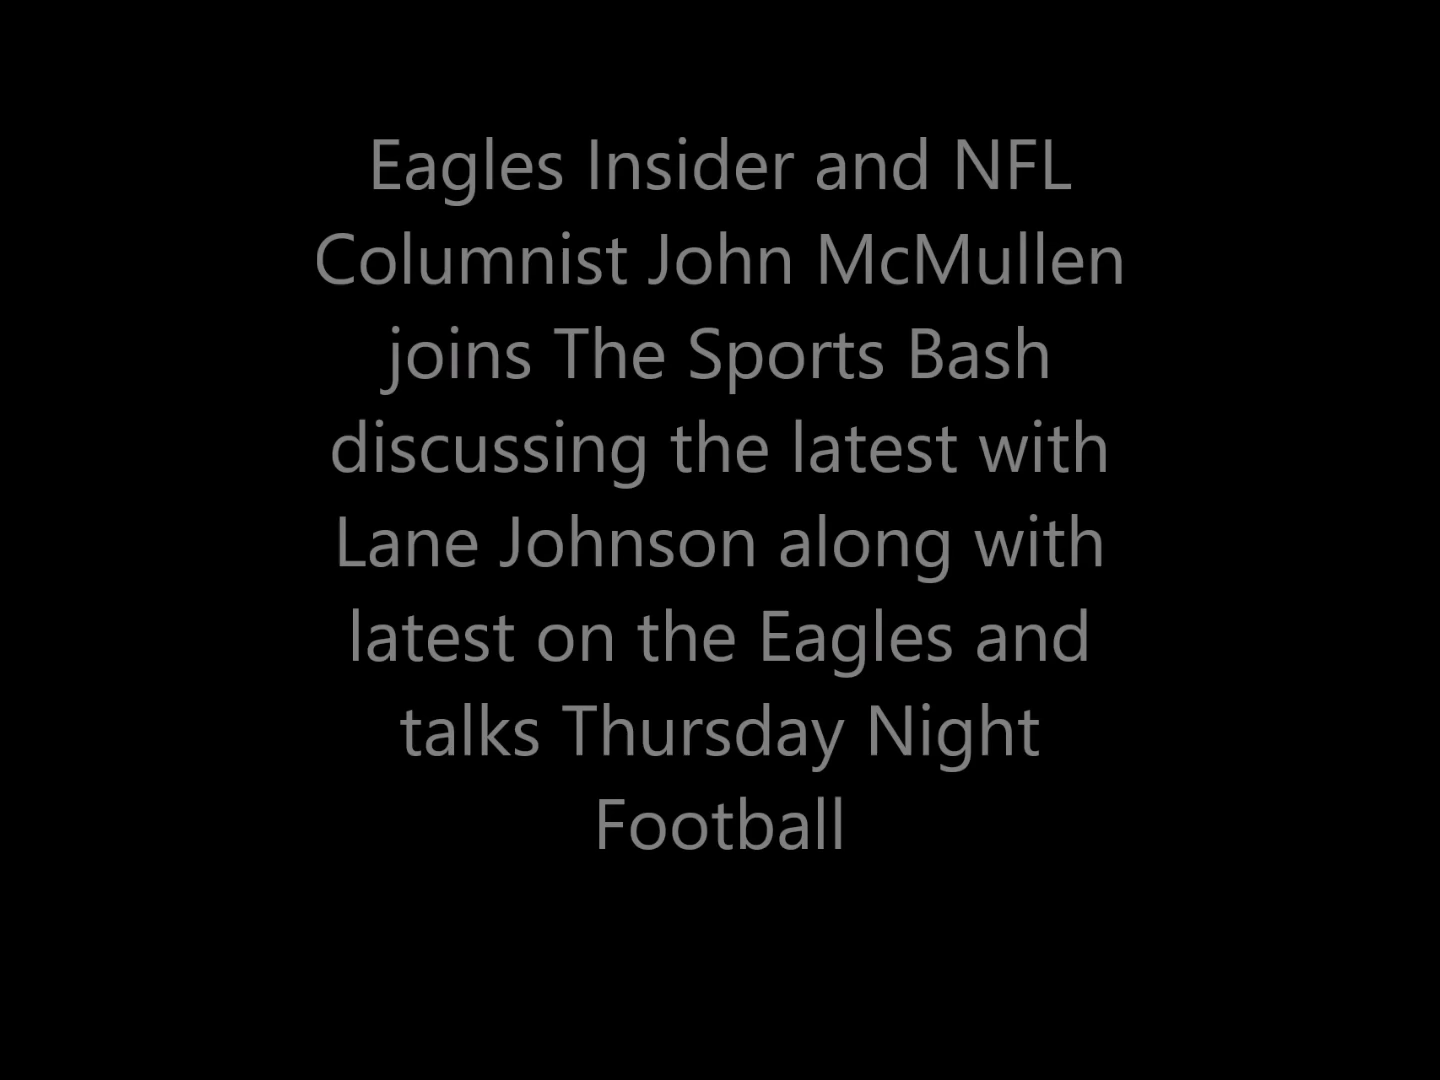 Eagles Insider and NFL
Columnist John McMullen
joins The Sports Bash
discussing the latest with
Lane Johnson along with
latest on the Eagles and
talks Thursday Night
Football